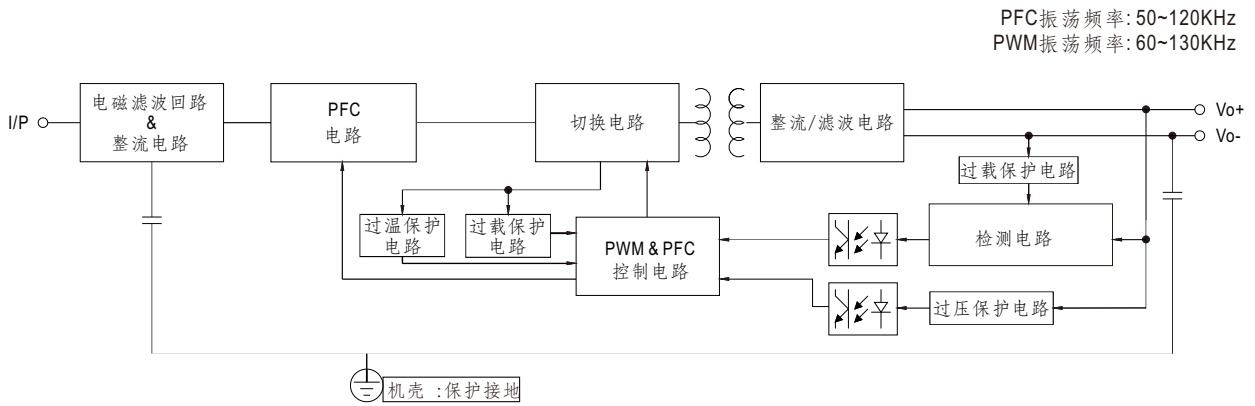 PFC振荡频率: 50~120KHz
PWM振荡频率: 60~130KHz
I/P
电磁滤波回路
&
整流电路
PFC
电路
切换电路
整流/滤波电路
Vo+
Vo-
过载保护电路
过温保护
电路
过载保护
电路
PWM & PFC
控制电路
检测电路
过压保护电路
机壳 :保护接地